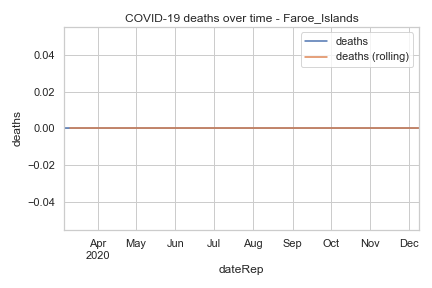 COVID-19 deaths over time - Faroe_Islands
deaths
deaths (rolling)
deaths
0.04
0.02
0.00
−0.02
−0.04
Apr May Jun Jul Aug Sep Oct Nov Dec
2020
dateRep